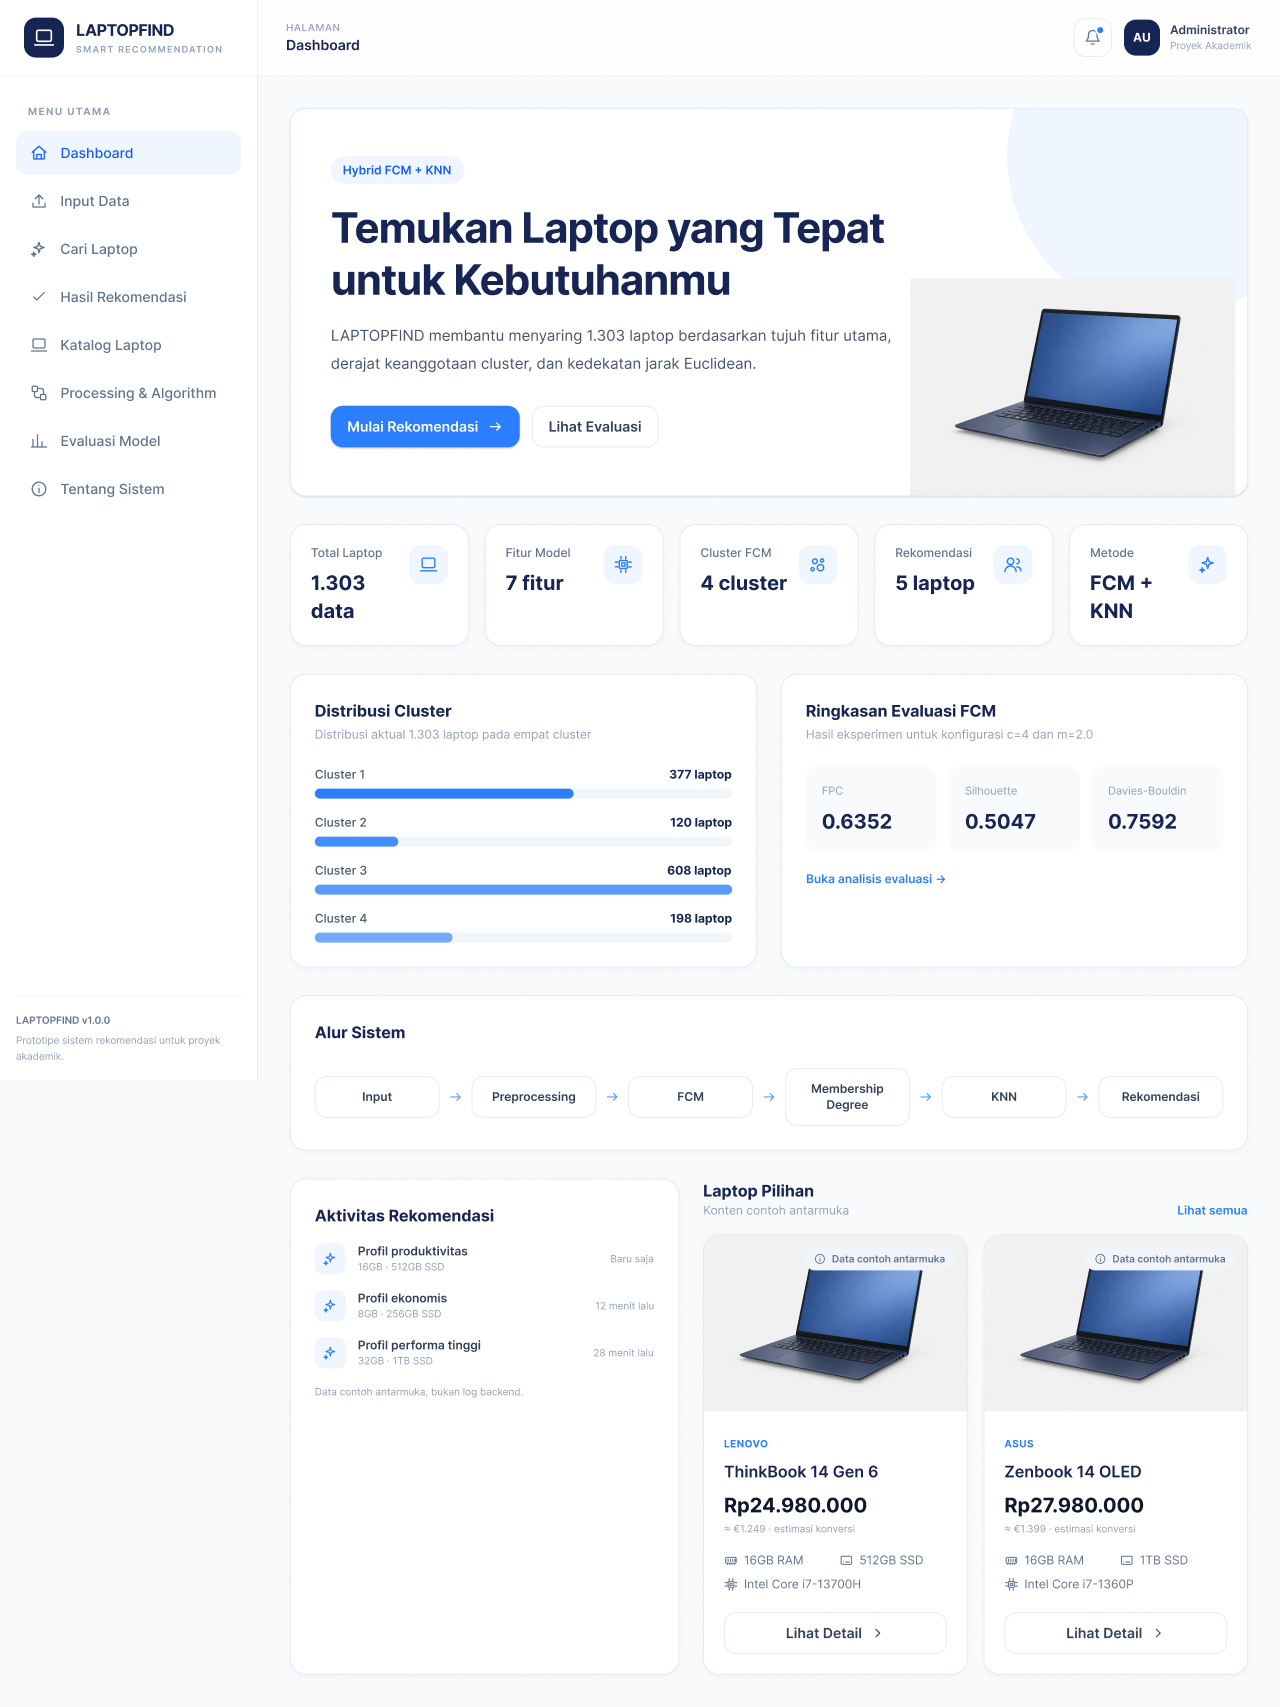 LAPTOPFIND
SMART RECOMMENDATION
HALAMAN
Dashboard
AU
Administrator
Proyek Akademik
MENU UTAMA
Dashboard
Input Data
Cari Laptop
Hasil Rekomendasi
Katalog Laptop
Processing & Algorithm
Evaluasi Model
Tentang Sistem
LAPTOPFIND v1.0.0
Prototipe sistem rekomendasi untuk proyek
akademik.
Hybrid FCM + KNN
Temukan Laptop yang Tepat
untuk Kebutuhanmu
LAPTOPFIND membantu menyaring 1.303 laptop berdasarkan tujuh fitur utama,
derajat keanggotaan cluster, dan kedekatan jarak Euclidean.
Mulai Rekomendasi →
Lihat Evaluasi
Total Laptop
1.303
data
Fitur Model
7 fitur
Cluster FCM
4 cluster
Rekomendasi
5 laptop
Metode
FCM +
KNN
Distribusi Cluster
Distribusi aktual 1.303 laptop pada empat cluster
Cluster 1 377 laptop
Cluster 2 120 laptop
Cluster 3 608 laptop
Cluster 4 198 laptop
Ringkasan Evaluasi FCM
Hasil eksperimen untuk konfigurasi c=4 dan m=2.0
FPC
0.6352
Silhouette
0.5047
Davies-Bouldin
0.7592
Buka analisis evaluasi →
Alur Sistem
Input → Preprocessing → FCM → Membership Degree → KNN → Rekomendasi
Aktivitas Rekomendasi
Profil produktivitas
16GB · 512GB SSD
Baru saja
Profil ekonomis
8GB · 256GB SSD
12 menit lalu
Profil performa tinggi
32GB · 1TB SSD
28 menit lalu
Data contoh antarmuka, bukan log backend.
Laptop Pilihan
Konten contoh antarmuka
Lihat semua
Data contoh antarmuka
LENOVO
ThinkBook 14 Gen 6
Rp24.980.000
≈ €1.249 · estimasi konversi
16GB RAM 512GB SSD
Intel Core i7-13700H
Lihat Detail
Data contoh antarmuka
ASUS
Zenbook 14 OLED
Rp27.980.000
≈ €1.399 · estimasi konversi
16GB RAM 1TB SSD
Intel Core i7-1360P
Lihat Detail